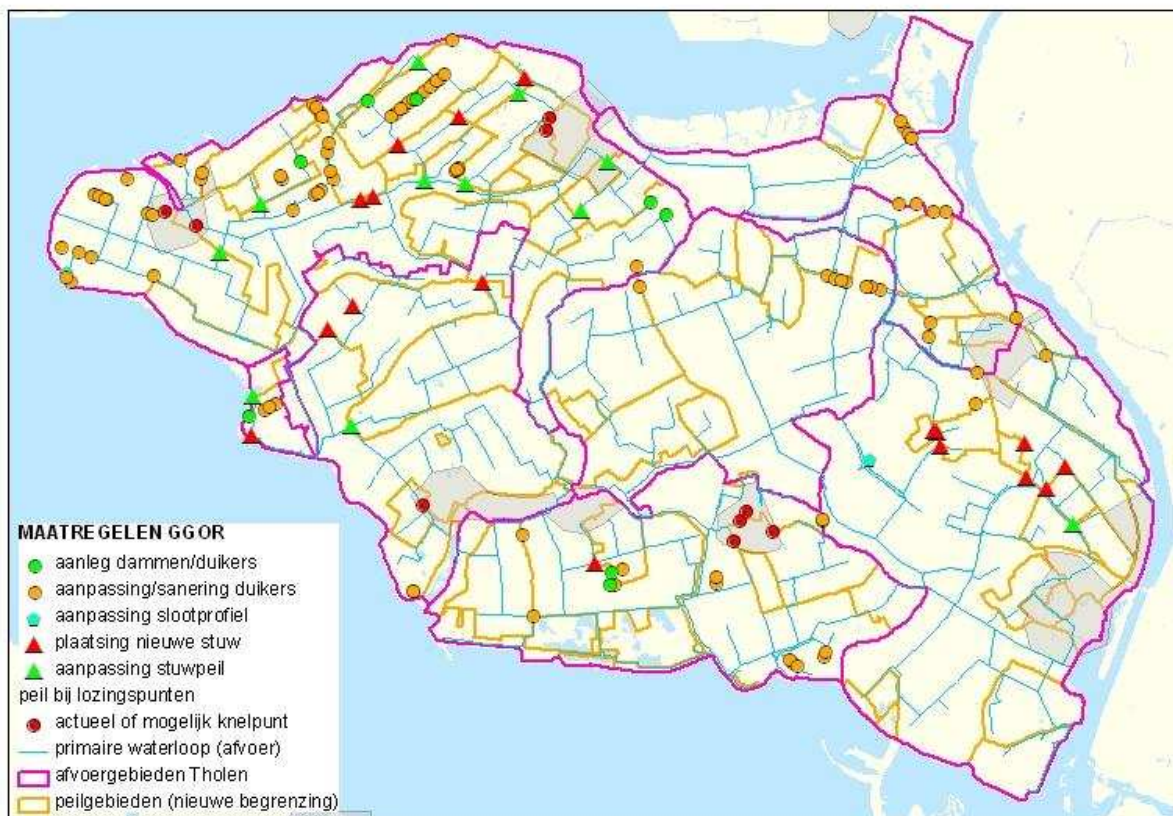 MAATREGELEN GGOR
aanleg dammen/duikers
aanpassing/sanering duikers
aanpassing slootprofiel
plaatsing nieuwe stuw
aanpassing stuwpeil
peil bij lozingspunten
actueel of mogelijk knelpunt
primaire waterloop (afvoer)
afvoergebieden Tholen
peilgebieden (nieuwe begrenzing)